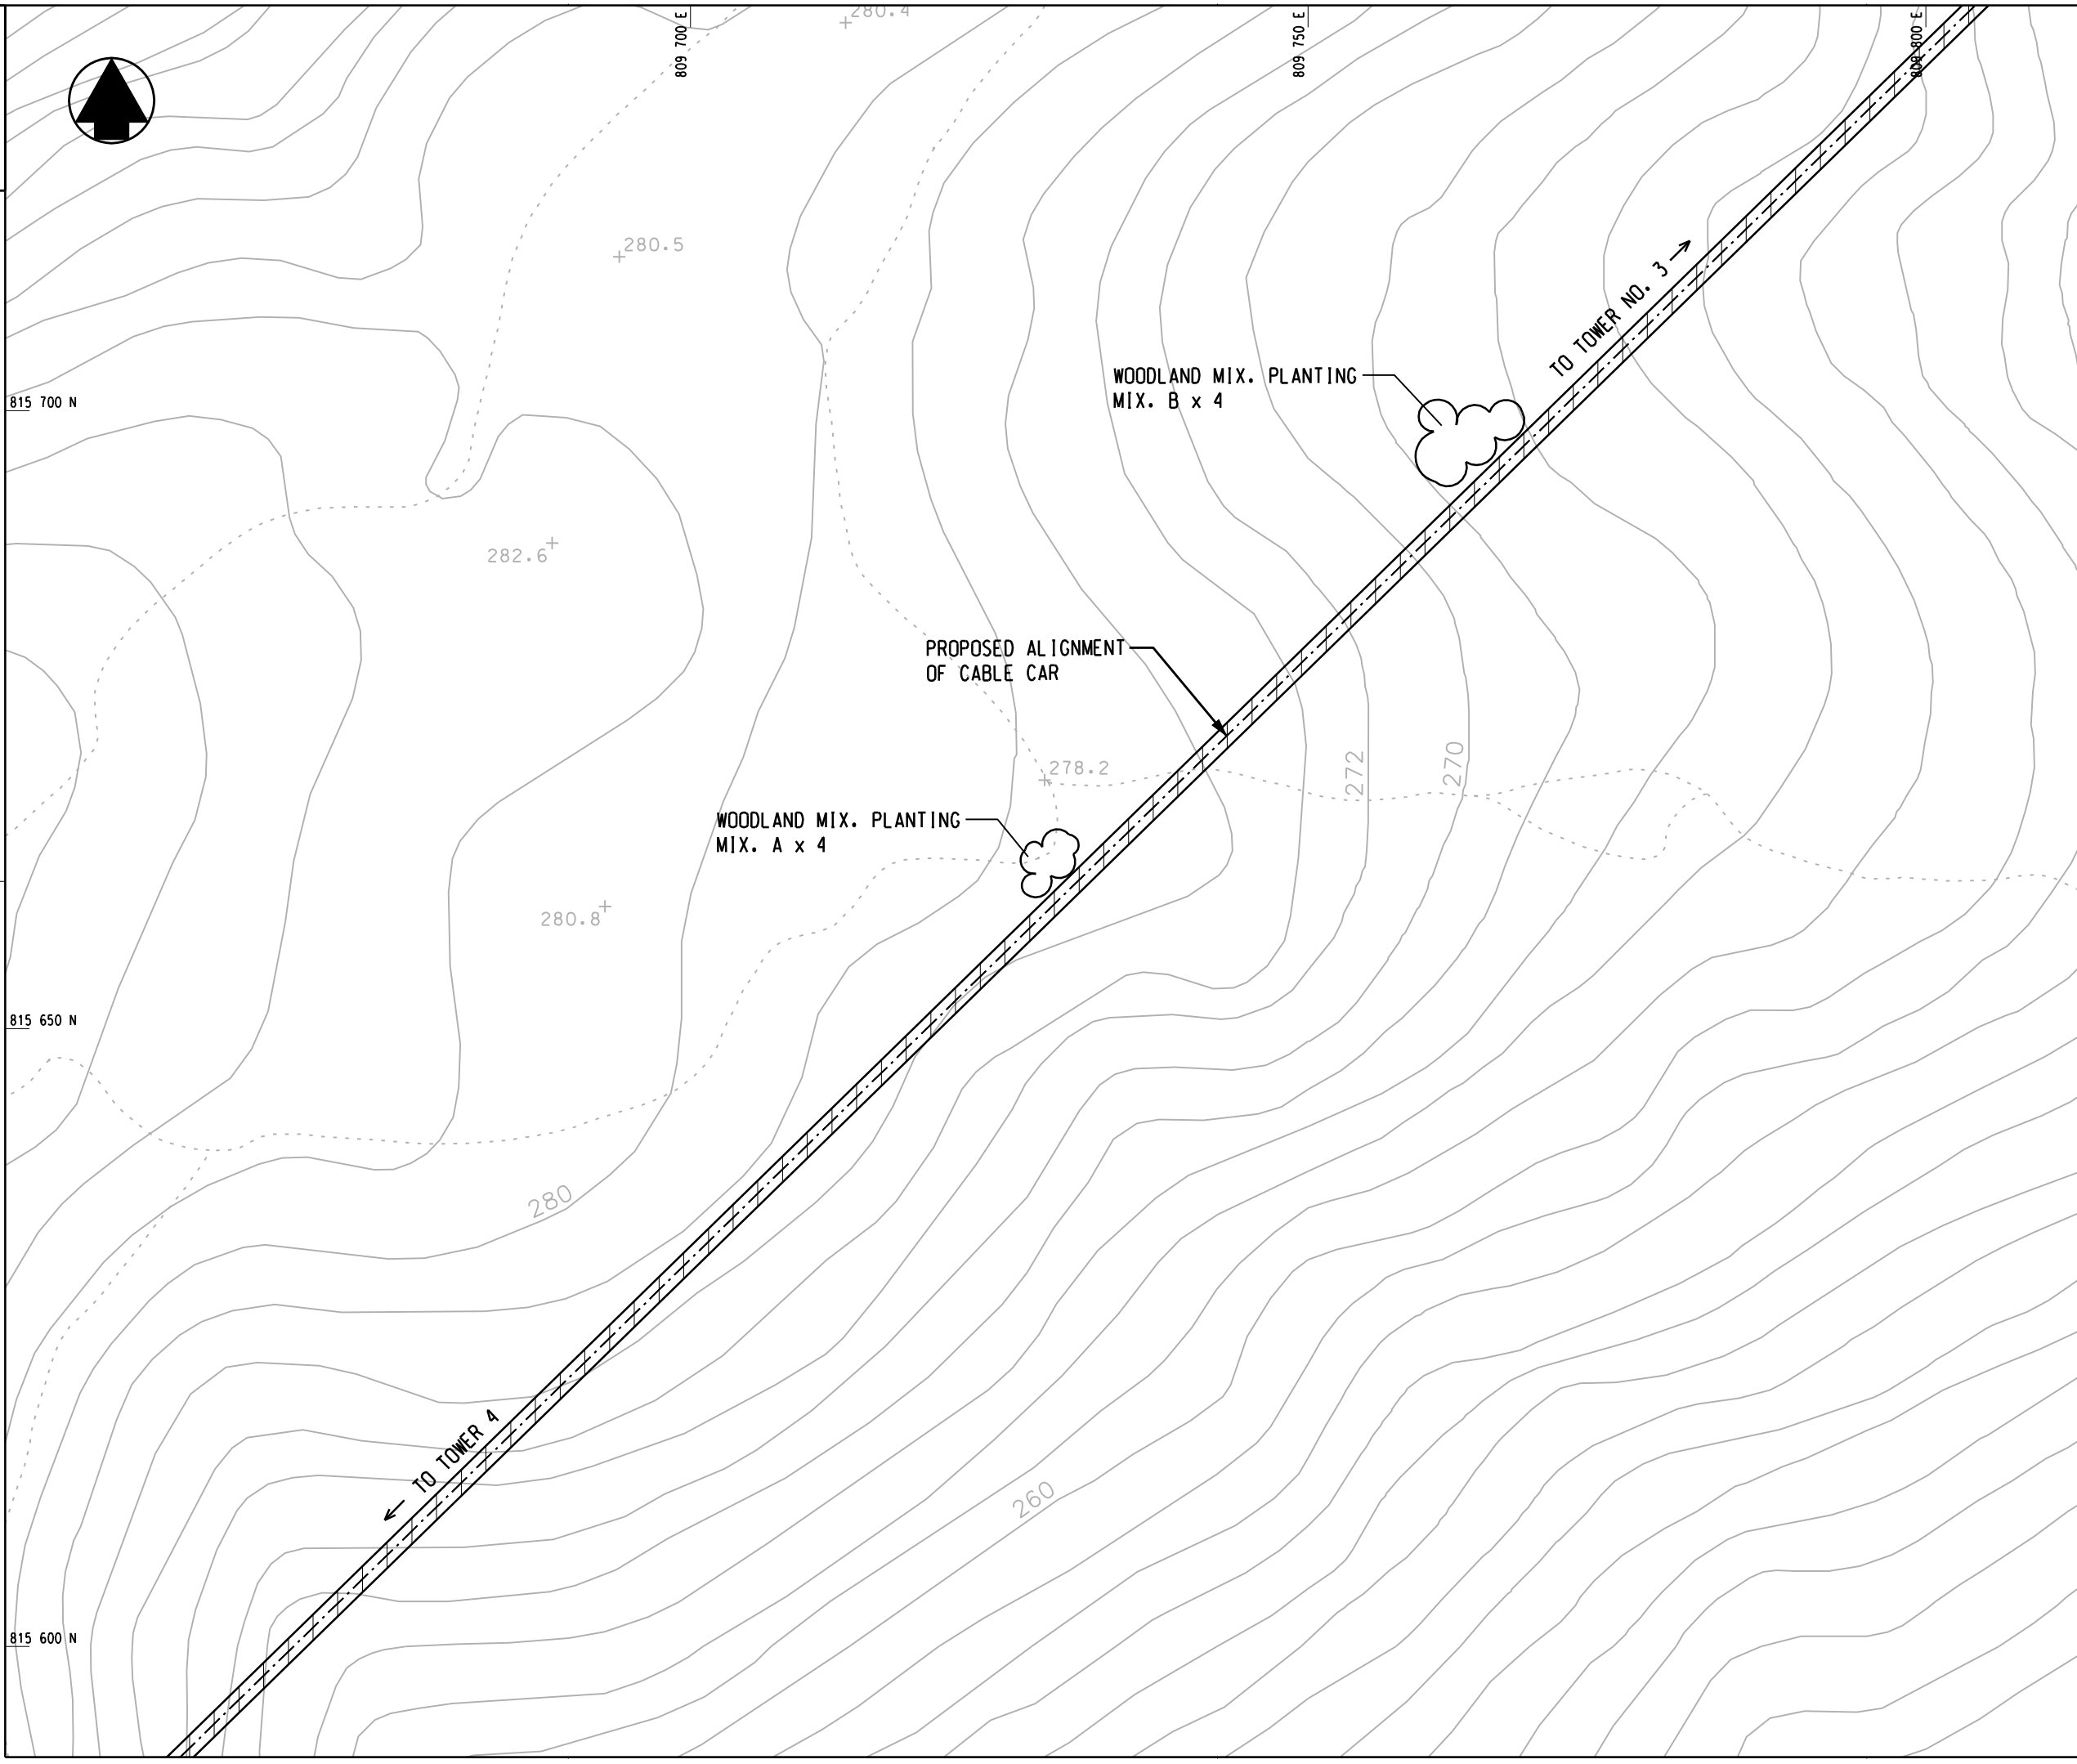 280.4
809 700 E
809 750 E
809 800 E
280.5
TO TOWER NO. 3
WOODLAND MIX. PLANTING
MIX. B x 4
815 700 N
282.6
PROPOSED ALIGNMENT
OF CABLE CAR
278.2
272
270
WOODLAND MIX. PLANTING
MIX. A x 4
280.8
815 650 N
280
TO TOWER 4
260
815 600 N